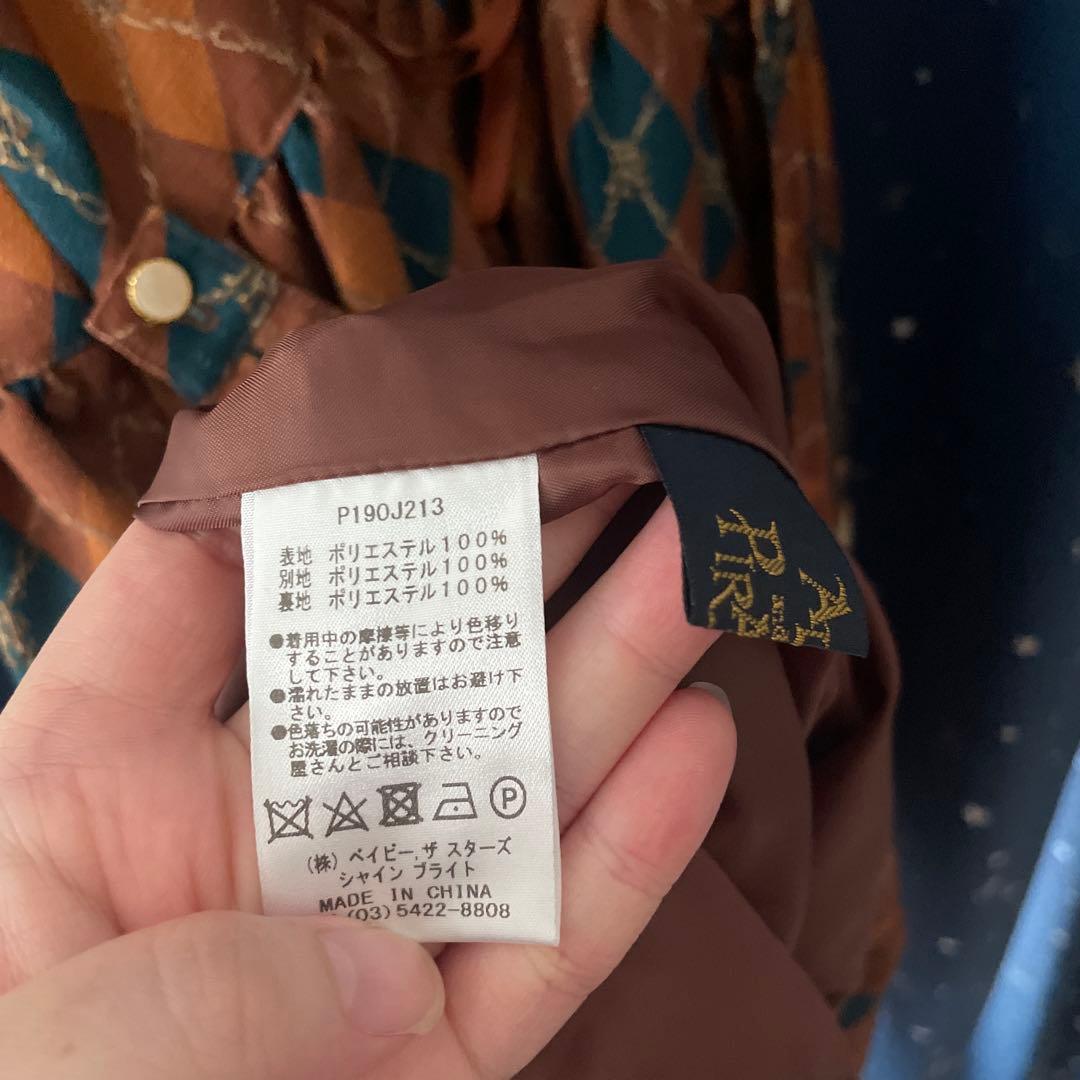 P190J213
表地 ポリエステル100%
別地 ポリエステル100%
裏地 ポリエステル100%
●着用中の摩擦等により色移り
することがありますので注意
して下さい。
●濡れたままの放置はお避け下
さい。
●色落ちの可能性がありますので
お洗濯の際には、クリーニング
屋さんとご相談下さい。
P
(株) ベイビー,ザ スターズ
シャイン ブライト
MADE IN CHINA
(03)5422-8808